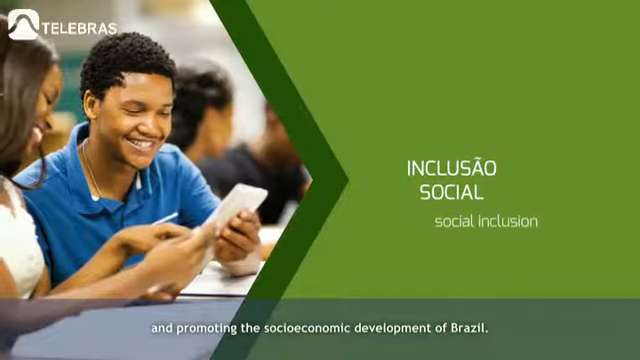 TELEBRAS
INCLUSÃO
SOCIAL
social inclusion
and promoting the socioeconomic development of Brazil.